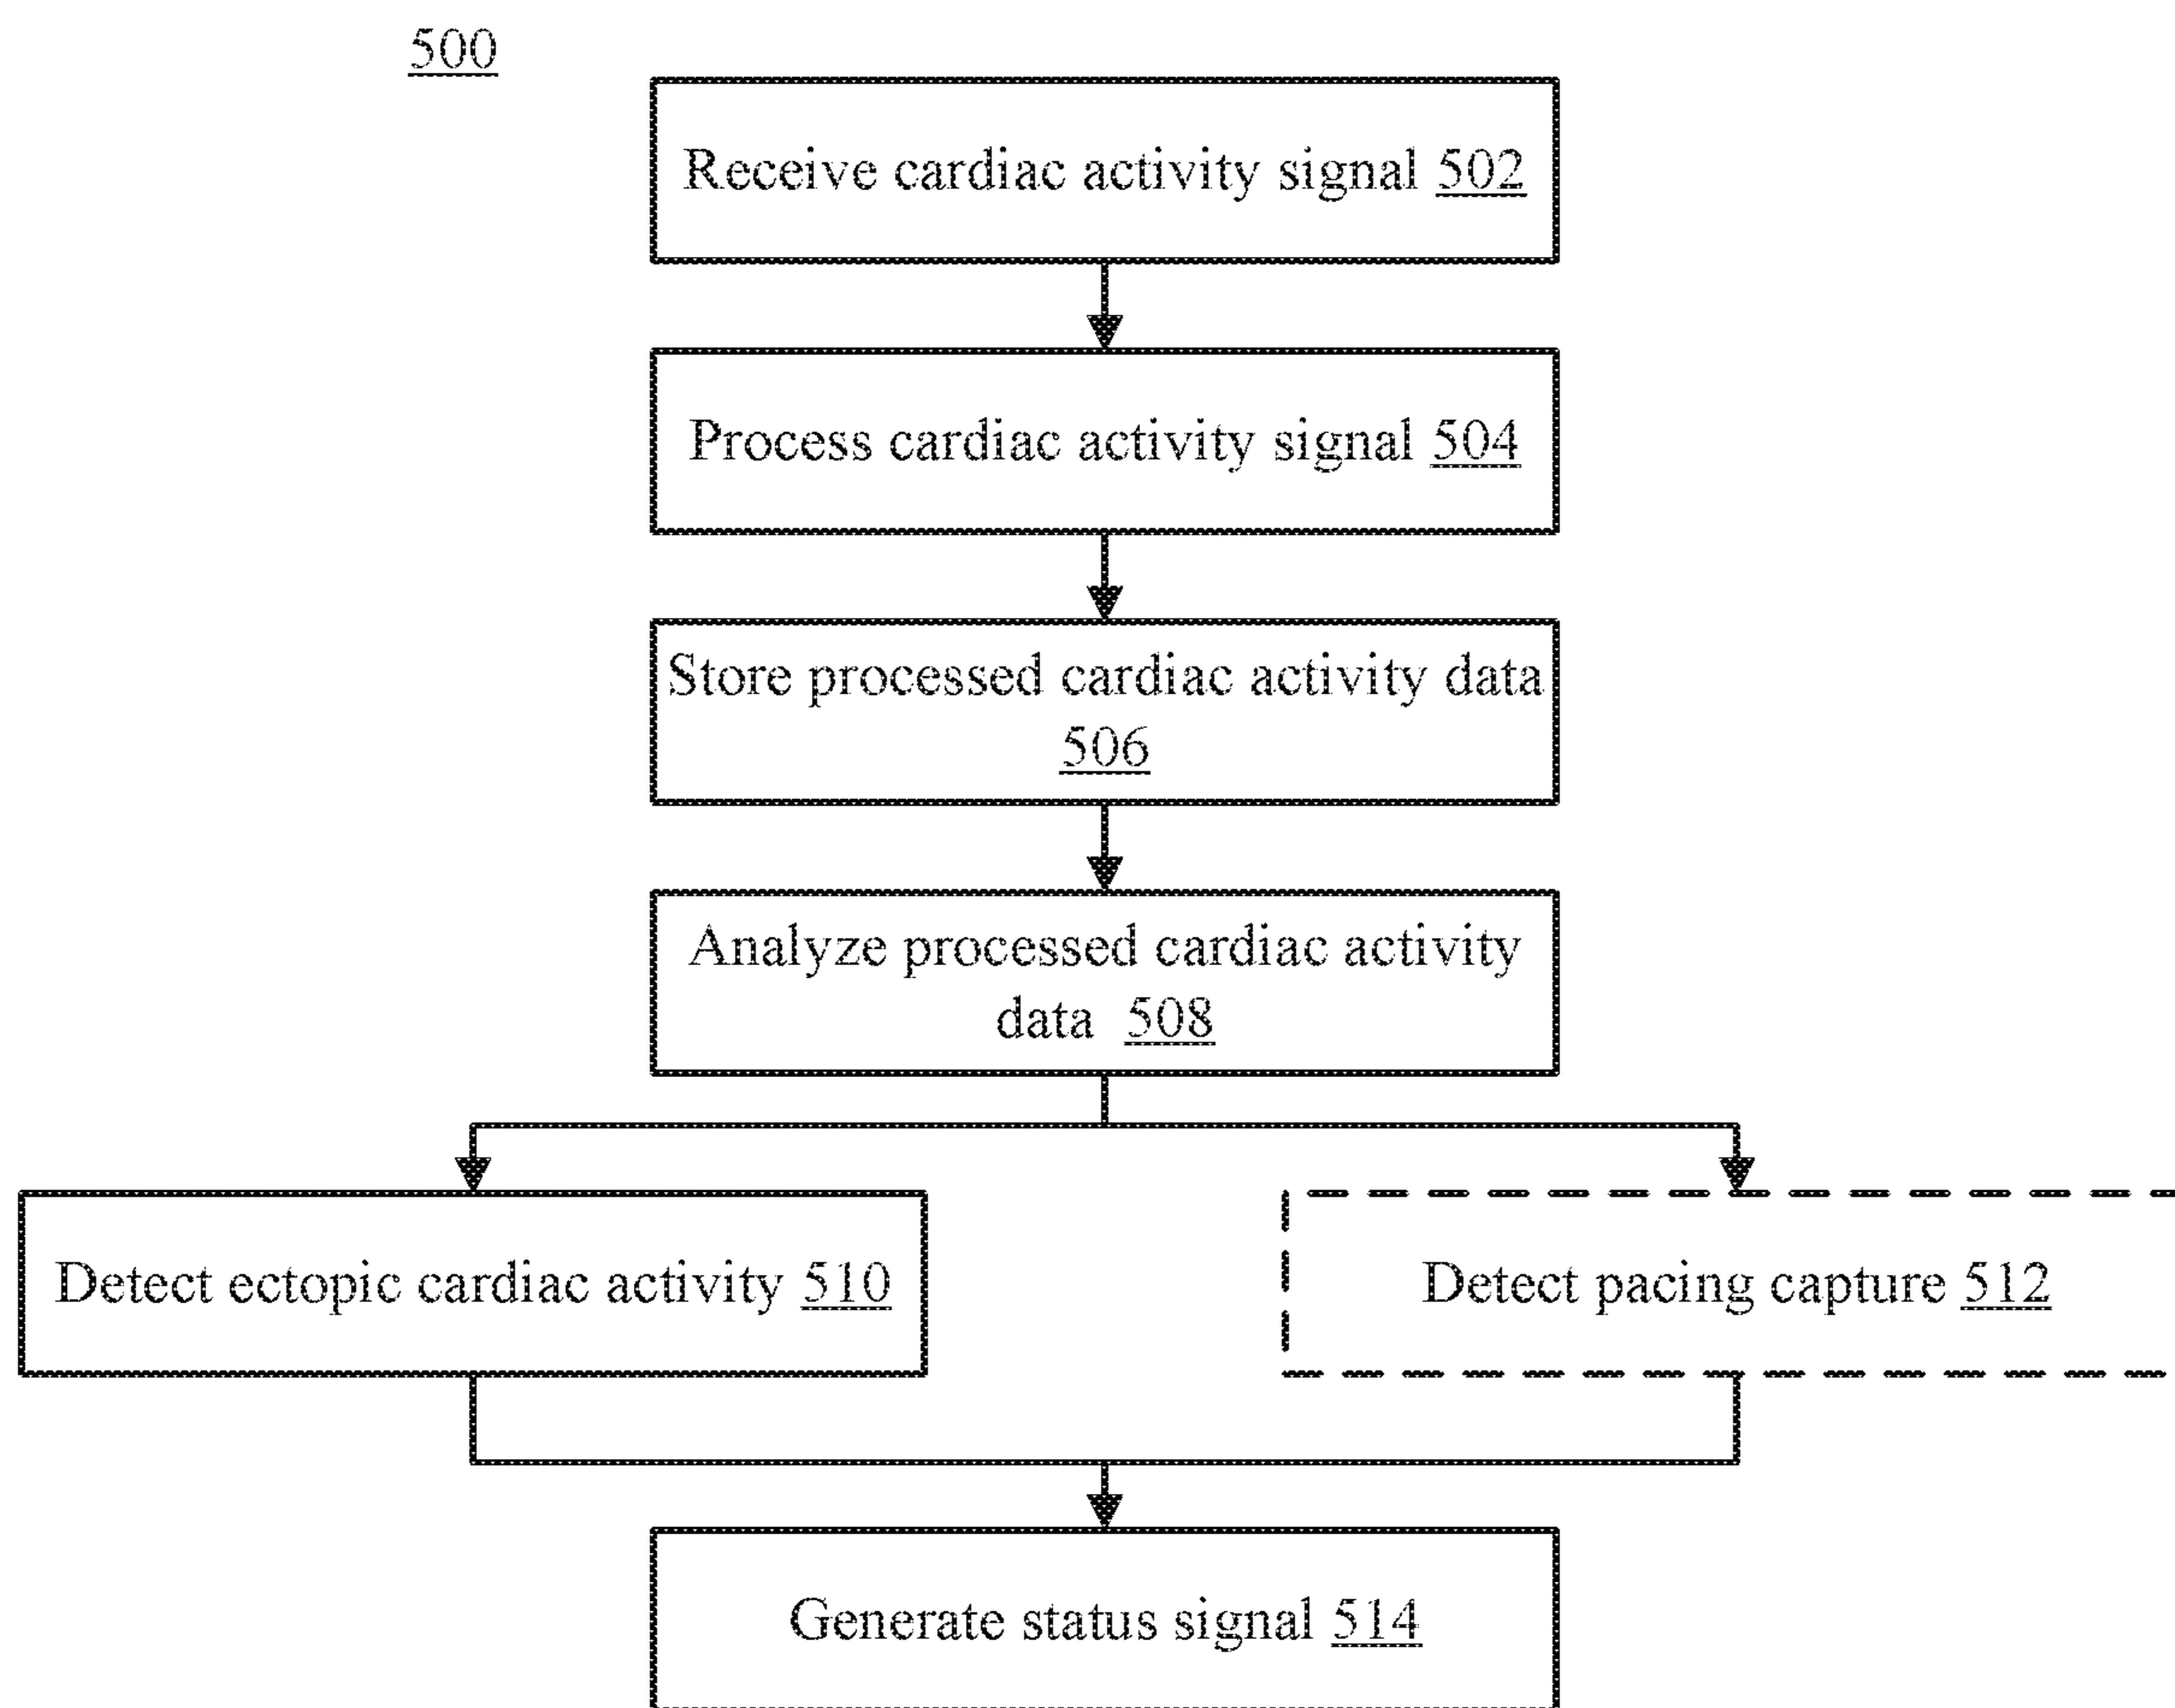 500
Receive cardiac activity signal 502
Process cardiac activity signal 504
Store processed cardiac activity data
506
Analyze processed cardiac activity
data 508
Detect ectopic cardiac activity 510
Detect pacing capture 512
Generate status signal 514